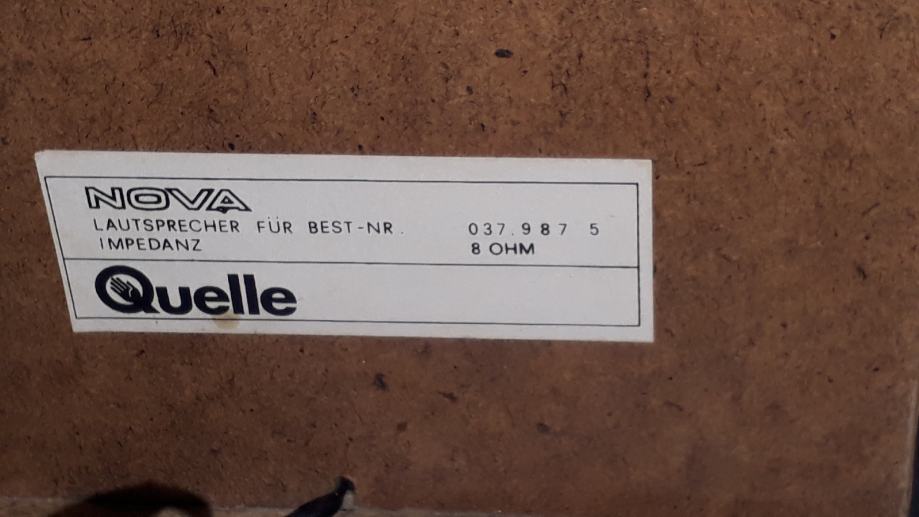 NOVA
LAUTSPRECHER FÜR BEST-NR. 037.987 5
IMPEDANZ 8 OHM
Quelle